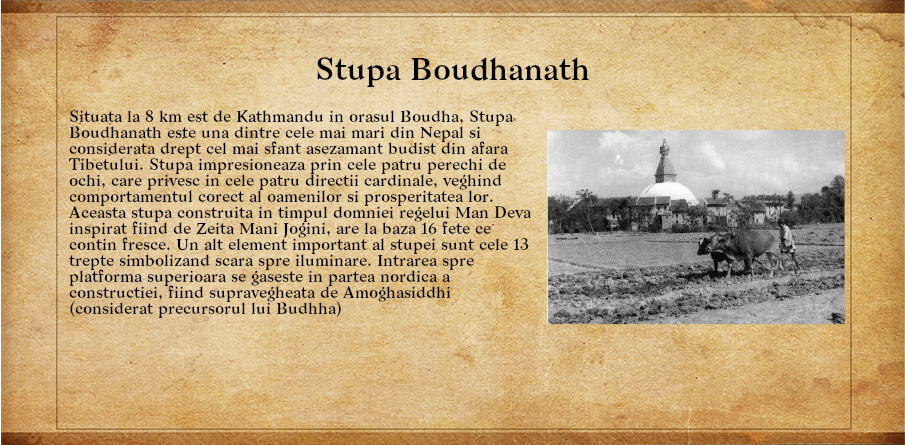 Stupa Boudhanath
Situata la 8 km est de Kathmandu in orasul Boudha, Stupa
Boudhanath este una dintre cele mai mari din Nepal si
considerata drept cel mai sfant asezamant budist din afara
Tibetului. Stupa impresioneaza prin cele patru perechi de
ochi, care privesc in cele patru directii cardinale, veghind
comportamentul corect al oamenilor si prosperitatea lor.
Aceasta stupa construita in timpul domniei regelui Man Deva
inspirat fiind de Zeita Mani Jogini, are la baza 16 fete ce
contin fresce. Un alt element important al stupei sunt cele 13
trepte simbolizand scara spre iluminare. Intrarea spre
platforma superioara se gaseste in partea nordica a
constructiei, fiind supravegheata de Amoghasiddhi
(considerat precursorul lui Budhha)